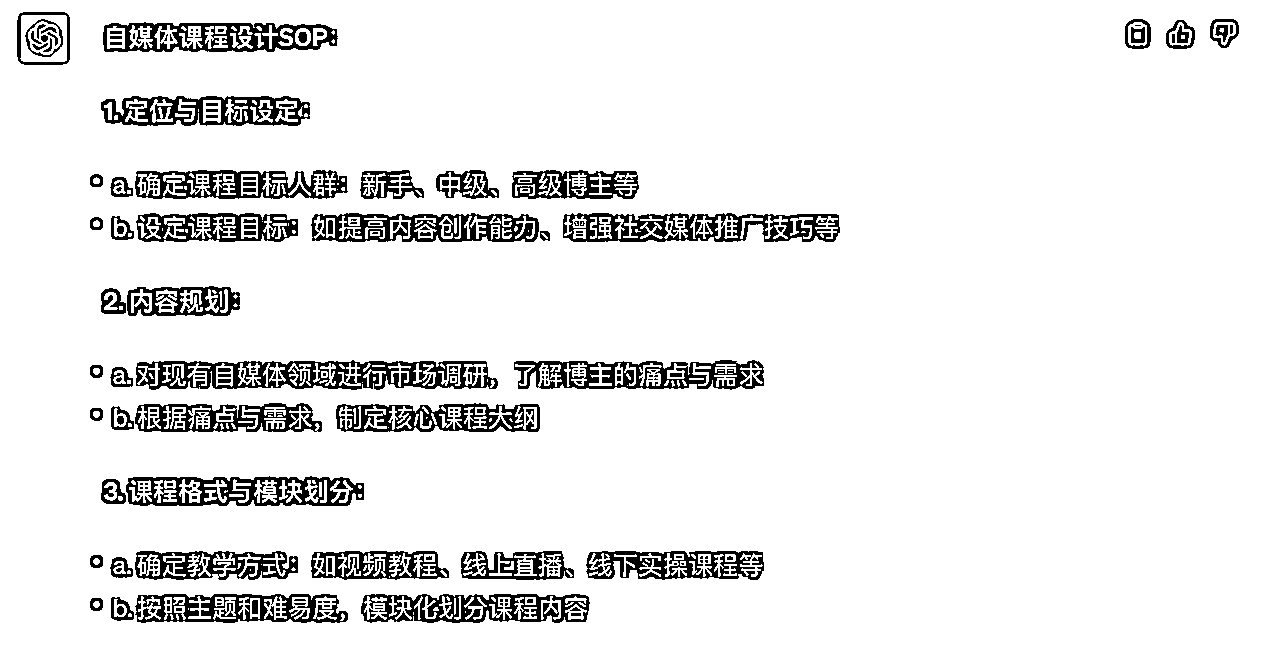 自媒体课程设计SOP:
1.定位与目标设定:
a.确定课程目标人群：新手、中级、高级博主等
b.设定课程目标：如提高内容创作能力、增强社交媒体推广技巧等
2.内容规划:
a.对现有自媒体领域进行市场调研，了解博主的痛点与需求
b.根据痛点与需求，制定核心课程大纲
3.课程格式与模块划分:
a.确定教学方式：如视频教程、线上直播、线下实操课程等
b.按照主题和难易度，模块化划分课程内容